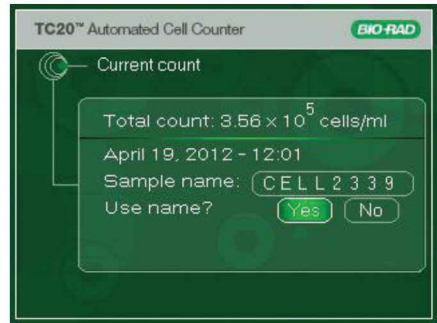 TC20™ Automated Cell Counter BIO-RAD
Current count
Total count: 3.56 × 10⁵ cells/ml
April 19, 2012 - 12:01
Sample name: CELL2339
Use name? Yes No